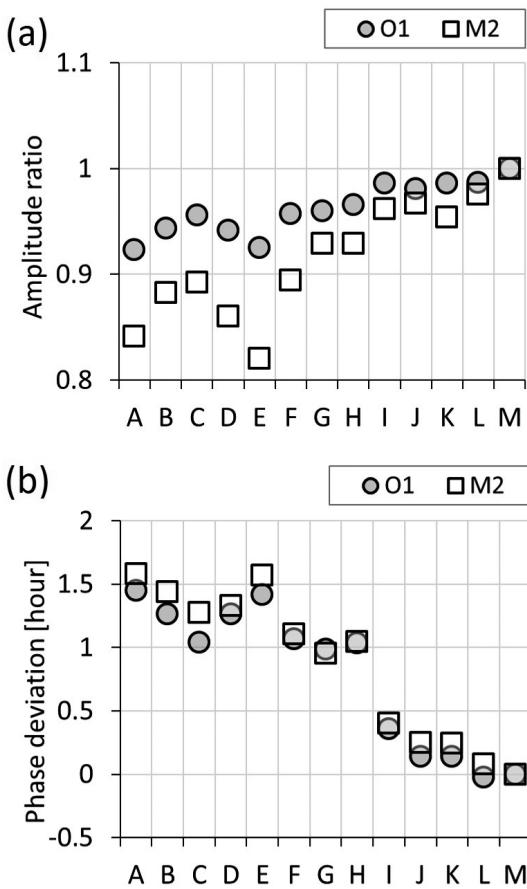 (a)
O1 M2
Amplitude ratio
1.1
1
0.9
0.8
A B C D E F G H I J K L M
(b)
O1 M2
Phase deviation [hour]
2
1.5
1
0.5
0
-0.5
A B C D E F G H I J K L M